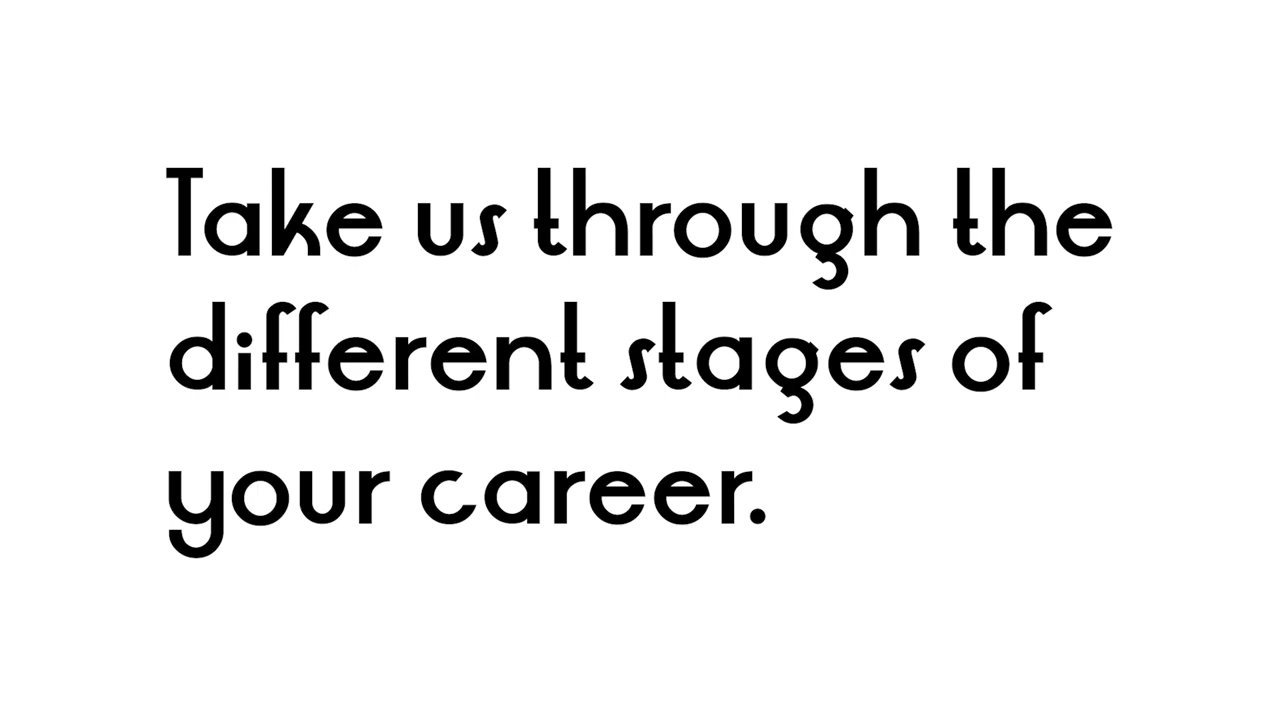 Take us through the
different stages of
your career.